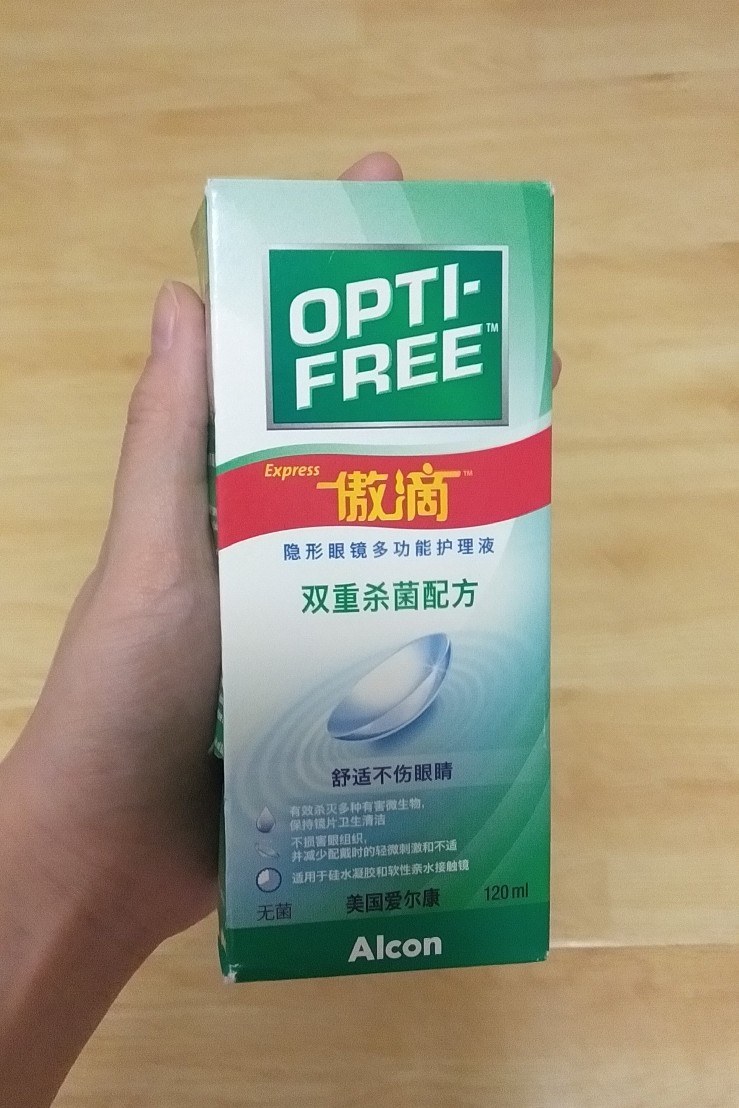 OPTI-
FREE™
Express 傲滴™
隐形眼镜多功能护理液
双重杀菌配方
舒适不伤眼睛
有效杀灭多种有害微生物，
保持镜片卫生清洁
不损害眼组织，
并减少配戴时的轻微刺激和不适
适用于硅水凝胶和软性亲水接触镜
无菌 美国爱尔康 120 ml
Alcon